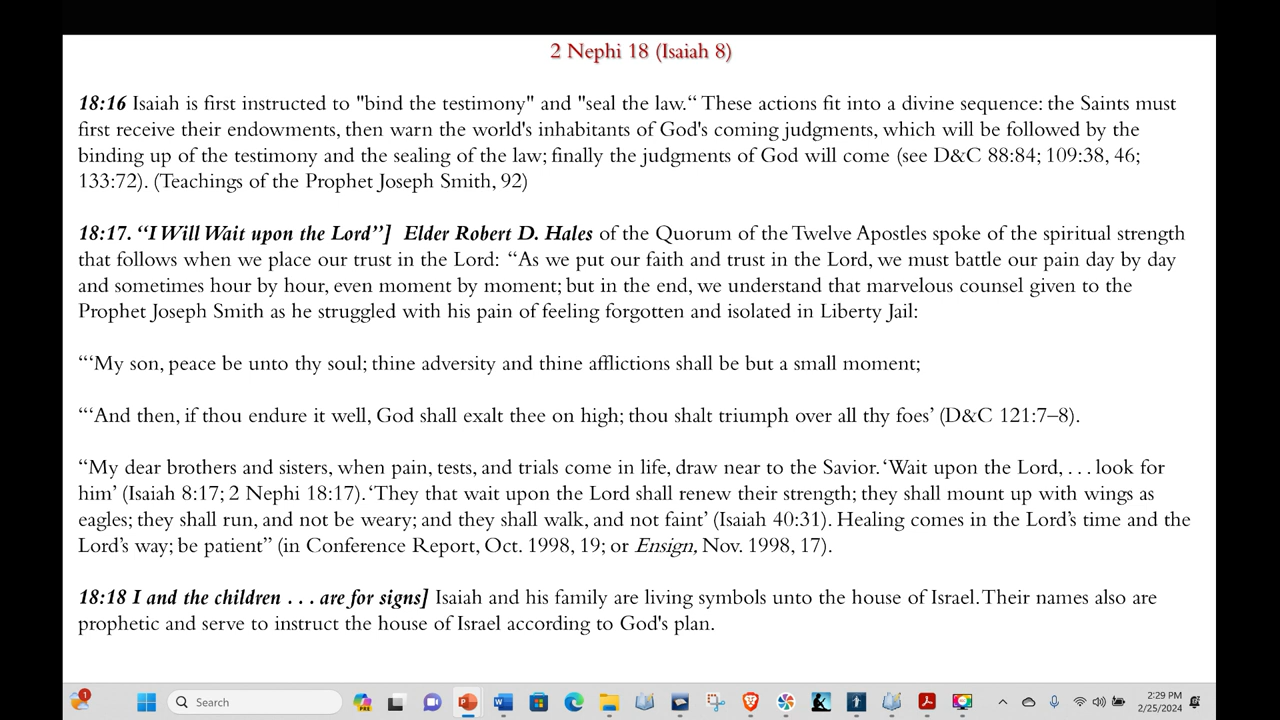 2 Nephi 18 (Isaiah 8)
18:16 Isaiah is first instructed to "bind the testimony" and "seal the law.“ These actions fit into a divine sequence: the Saints must
first receive their endowments, then warn the world's inhabitants of God's coming judgments, which will be followed by the
binding up of the testimony and the sealing of the law; finally the judgments of God will come (see D&C 88:84; 109:38, 46;
133:72). (Teachings of the Prophet Joseph Smith, 92)
18:17. “I Will Wait upon the Lord”] Elder Robert D. Hales of the Quorum of the Twelve Apostles spoke of the spiritual strength
that follows when we place our trust in the Lord: “As we put our faith and trust in the Lord, we must battle our pain day by day
and sometimes hour by hour, even moment by moment; but in the end, we understand that marvelous counsel given to the
Prophet Joseph Smith as he struggled with his pain of feeling forgotten and isolated in Liberty Jail:
“‘My son, peace be unto thy soul; thine adversity and thine afflictions shall be but a small moment;
“‘And then, if thou endure it well, God shall exalt thee on high; thou shalt triumph over all thy foes’ (D&C 121:7–8).
“My dear brothers and sisters, when pain, tests, and trials come in life, draw near to the Savior. ‘Wait upon the Lord, . . . look for
him’ (Isaiah 8:17; 2 Nephi 18:17). ‘They that wait upon the Lord shall renew their strength; they shall mount up with wings as
eagles; they shall run, and not be weary; and they shall walk, and not faint’ (Isaiah 40:31). Healing comes in the Lord’s time and the
Lord’s way; be patient” (in Conference Report, Oct. 1998, 19; or Ensign, Nov. 1998, 17).
18:18 I and the children . . . are for signs] Isaiah and his family are living symbols unto the house of Israel. Their names also are
prophetic and serve to instruct the house of Israel according to God's plan.
1
Search
PRE
2:29 PM
2/25/2024